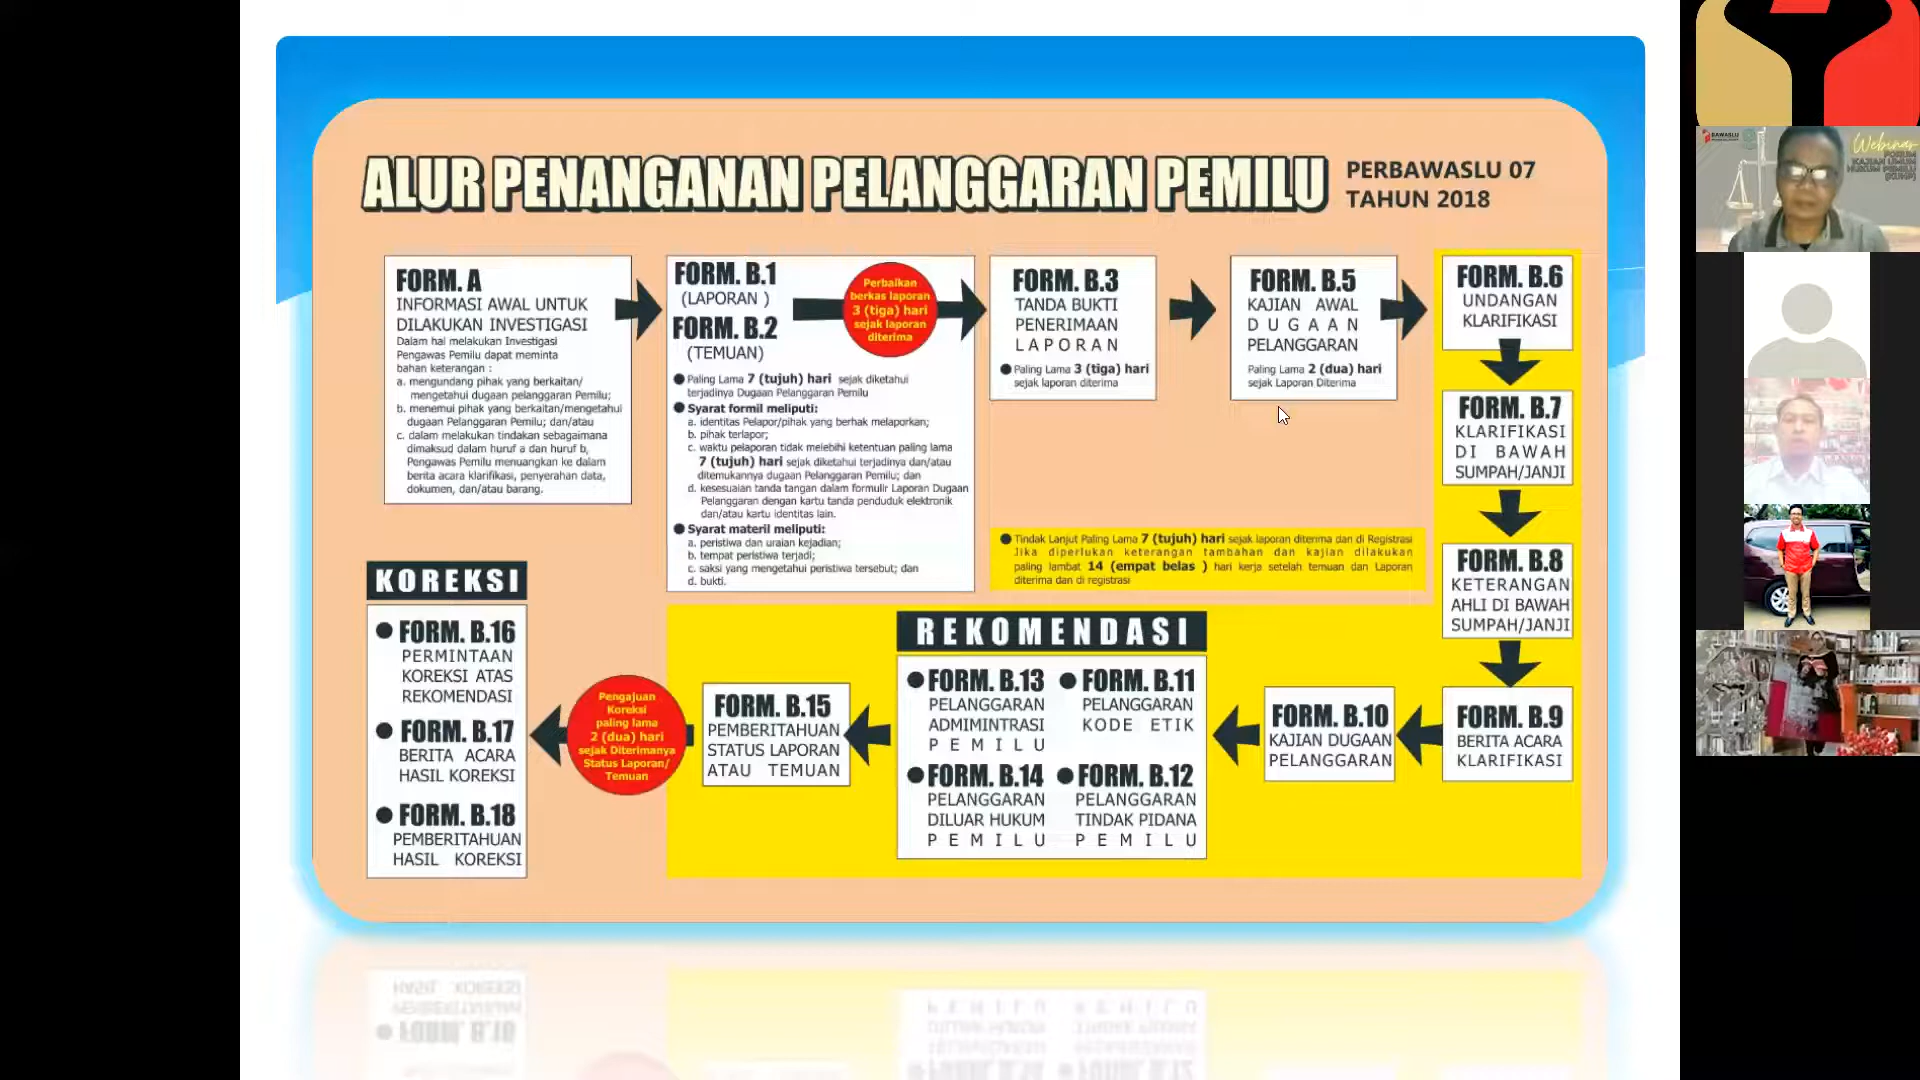 ALUR PENANGANAN PELANGGARAN PEMILU
PERBAWASLU 07
TAHUN 2018
FORM. A
INFORMASI AWAL UNTUK
DILAKUKAN INVESTIGASI
Dalam hal melakukan Investigasi
Pengawas Pemilu dapat meminta
bahan keterangan :
a. mengundang pihak yang berkaitan/
mengetahui dugaan pelanggaran Pemilu;
b. menemui pihak yang berkaitan/mengetahui
dugaan Pelanggaran Pemilu; dan/atau
c. dalam melakukan tindakan sebagaimana
dimaksud dalam huruf a dan huruf b,
Pengawas Pemilu menuangkan ke dalam
berita acara klarifikasi, penyerahan data,
dokumen, dan/atau barang.
FORM. B.1
(LAPORAN )
FORM. B.2
(TEMUAN)
Perbaikan
berkas laporan
3 (tiga) hari
sejak laporan
diterima
Paling Lama 7 (tujuh) hari sejak diketahui
terjadinya Dugaan Pelanggaran Pemilu
Syarat formil meliputi:
a. identitas Pelapor/pihak yang berhak melaporkan;
b. pihak terlapor;
c. waktu pelaporan tidak melebihi ketentuan paling lama
7 (tujuh) hari sejak diketahui terjadinya dan/atau
ditemukannya dugaan Pelanggaran Pemilu; dan
d. kesesuaian tanda tangan dalam formulir Laporan Dugaan
Pelanggaran dengan kartu tanda penduduk elektronik
dan/atau kartu identitas lain.
Syarat materil meliputi:
a. peristiwa dan uraian kejadian;
b. tempat peristiwa terjadi;
c. saksi yang mengetahui peristiwa tersebut; dan
d. bukti.
FORM. B.3
TANDA BUKTI
PENERIMAAN
LAPORAN
Paling Lama 3 (tiga) hari
sejak laporan diterima
FORM. B.5
KAJIAN AWAL
DUGAAN
PELANGGARAN
Paling Lama 2 (dua) hari
sejak Laporan Diterima
FORM. B.6
UNDANGAN
KLARIFIKASI
FORM. B.7
KLARIFIKASI
DI BAWAH
SUMPAH/JANJI
FORM. B.8
KETERANGAN
AHLI DI BAWAH
SUMPAH/JANJI
FORM. B.9
BERITA ACARA
KLARIFIKASI
Tindak Lanjut Paling Lama 7 (tujuh) hari sejak laporan diterima dan di Registrasi
Jika diperlukan keterangan tambahan dan kajian dilakukan
paling lambat 14 (empat belas ) hari kerja setelah temuan dan Laporan
diterima dan di registrasi
FORM. B.10
KAJIAN DUGAAN
PELANGGARAN
REKOMENDASI
FORM. B.13
PELANGGARAN
ADMIMINTRASI
PEMILU
FORM. B.11
PELANGGARAN
KODE ETIK
FORM. B.14
PELANGGARAN
DILUAR HUKUM
PEMILU
FORM. B.12
PELANGGARAN
TINDAK PIDANA
PEMILU
FORM. B.15
PEMBERITAHUAN
STATUS LAPORAN
ATAU TEMUAN
Pengajuan
Koreksi
paling lama
2 (dua) hari
sejak Diterimanya
Status Laporan/
Temuan
KOREKSI
FORM. B.16
PERMINTAAN
KOREKSI ATAS
REKOMENDASI
FORM. B.17
BERITA ACARA
HASIL KOREKSI
FORM. B.18
PEMBERITAHUAN
HASIL KOREKSI
BAWASLU
Webinar
FORUM
KAJIAN UMUM
HUKUM PEMILU